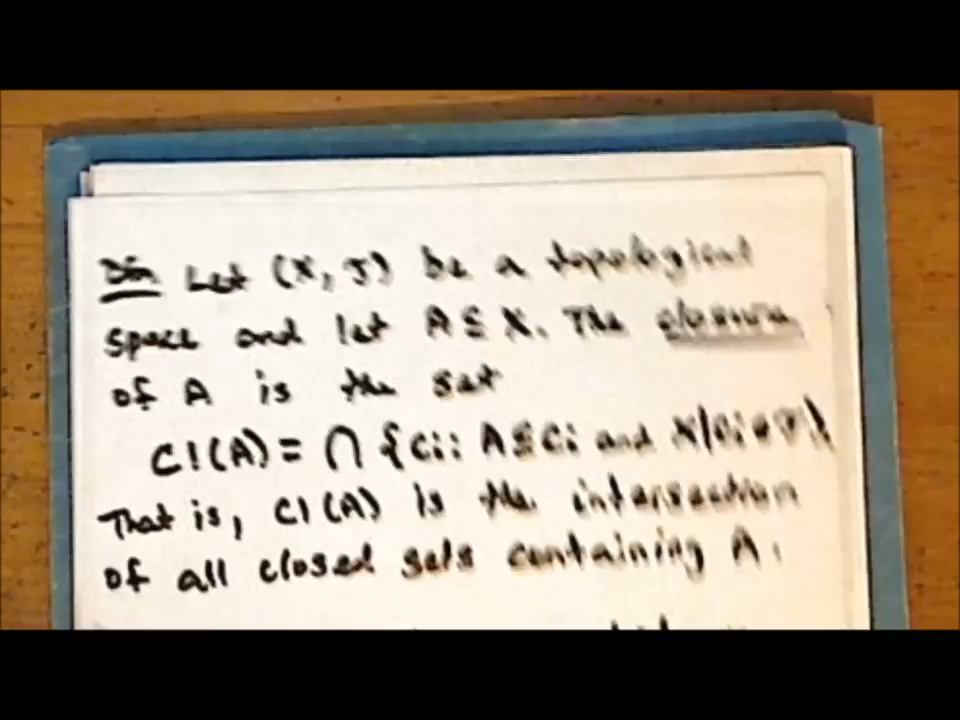 Dfn Let (X, T) be a topological
space and let A ⊆ X. The closure
of A is the set
Cl(A) = ∩ {Ci: A ⊆ Ci and X/Ci ∈ T}
That is, Cl(A) is the intersection
of all closed sets containing A.